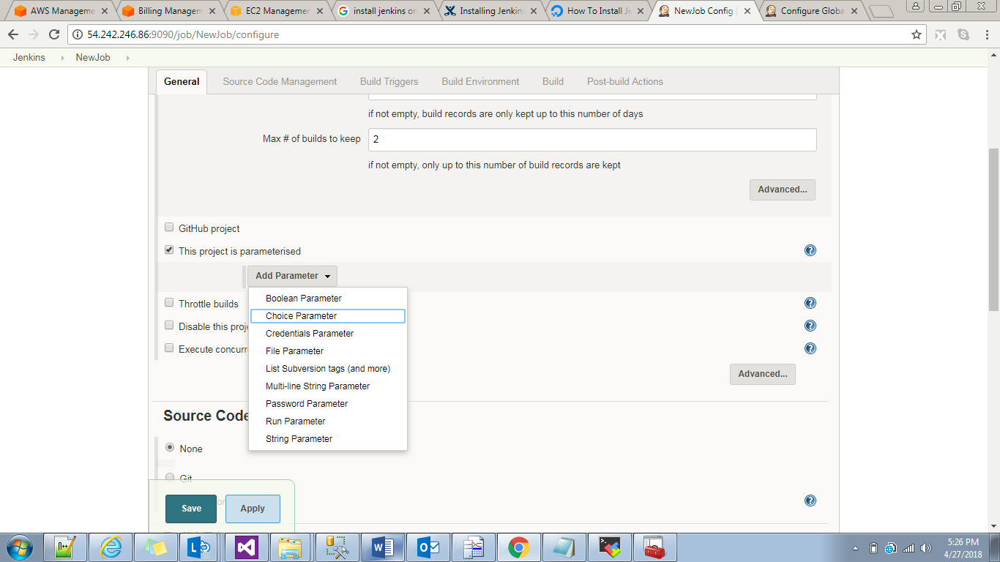 AWS Manageme
Billing Managem
EC2 Managemen
install jenkins on
Installing Jenkins
How To Install Je
NewJob Config [
Configure Globa
54.242.246.86:9090/job/NewJob/configure
Jenkins
NewJob
General
Source Code Management
Build Triggers
Build Environment
Build
Post-build Actions
if not empty, build records are only kept up to this number of days
Max # of builds to keep
2
if not empty, only up to this number of build records are kept
Advanced...
GitHub project
This project is parameterised
Add Parameter
Boolean Parameter
Throttle builds
Choice Parameter
Disable this proje
Credentials Parameter
Execute concurr
File Parameter
List Subversion tags (and more)
Advanced...
Multi-line String Parameter
Password Parameter
Source Code
Run Parameter
String Parameter
None
Git
Save
Apply
5:26 PM
4/27/2018